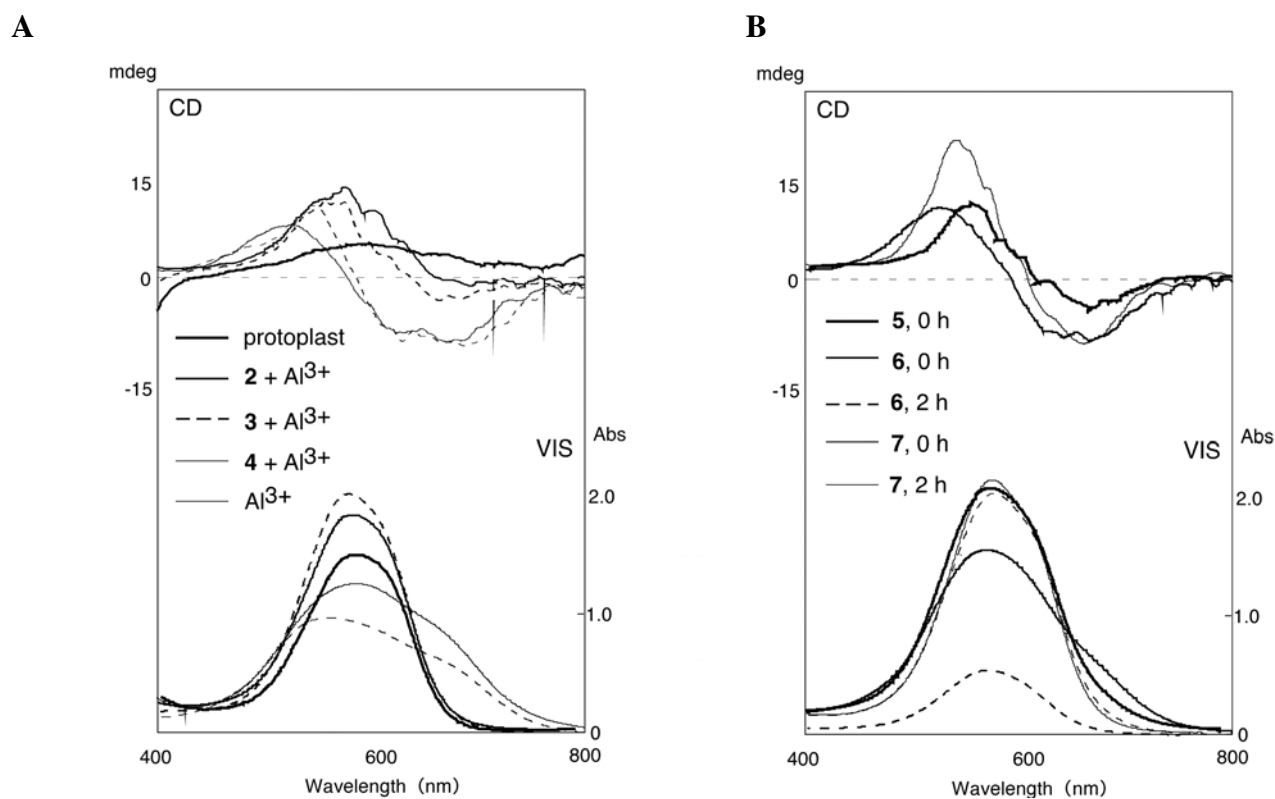 A
mdeg
CD
15
0
-15
protoplast
2 + Al3+
3 + Al3+
4 + Al3+
Al3+
VIS
Abs
2.0
1.0
0
400
600
800
Wavelength (nm)
B
mdeg
CD
15
0
-15
5, 0 h
6, 0 h
6, 2 h
7, 0 h
7, 2 h
VIS
Abs
2.0
1.0
0
400
600
800
Wavelength (nm)